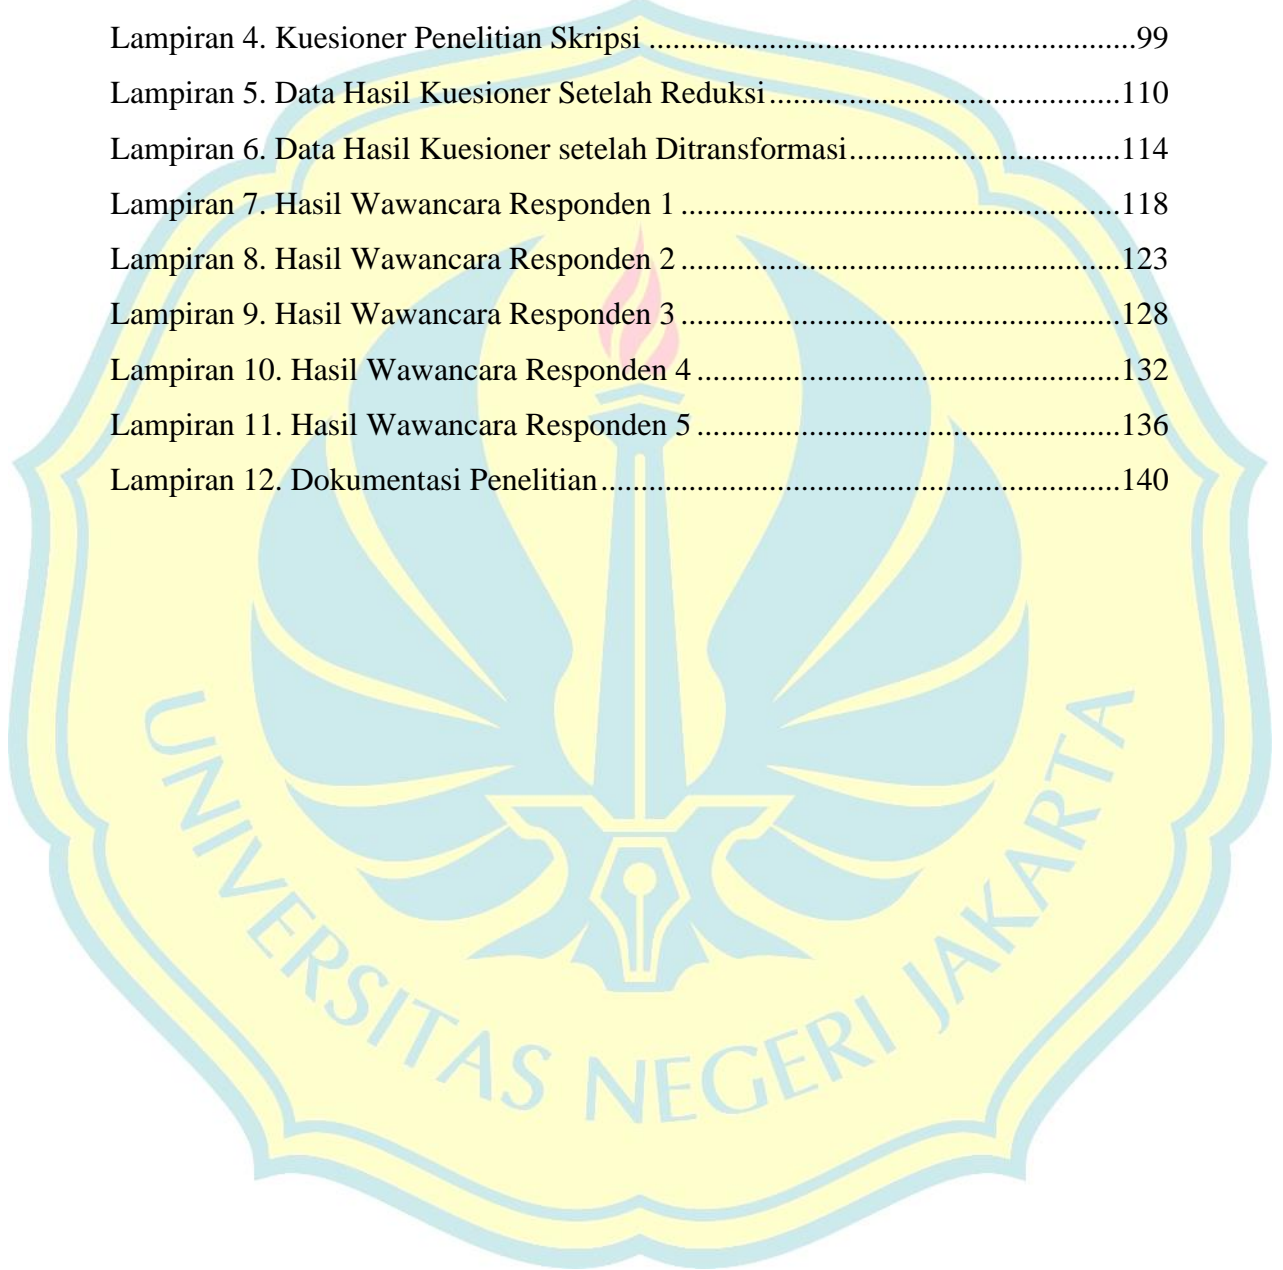 Lampiran 4. Kuesioner Penelitian Skripsi ..............................................................99
Lampiran 5. Data Hasil Kuesioner Setelah Reduksi.............................................110
Lampiran 6. Data Hasil Kuesioner setelah Ditransformasi...................................114
Lampiran 7. Hasil Wawancara Responden 1 ........................................................118
Lampiran 8. Hasil Wawancara Responden 2 ........................................................123
Lampiran 9. Hasil Wawancara Responden 3 ........................................................128
Lampiran 10. Hasil Wawancara Responden 4 ......................................................132
Lampiran 11. Hasil Wawancara Responden 5 ......................................................136
Lampiran 12. Dokumentasi Penelitian..................................................................140
UNIVERSITAS NEGERI JAKARTA